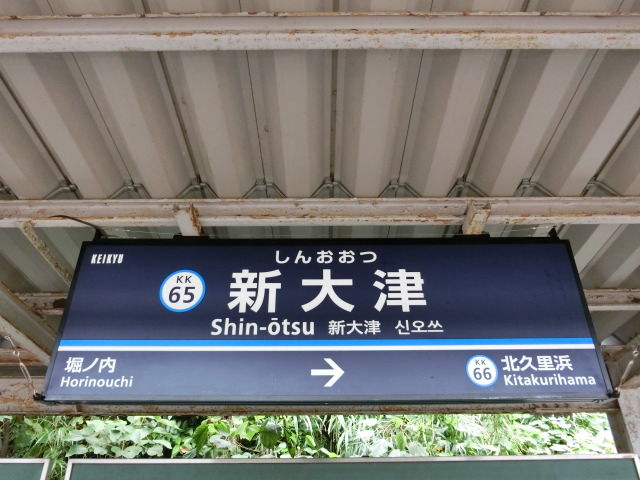 KEIKYU
しんおおつ
KK
65
新大津
Shin-ōtsu 新大津 신오쓰
堀ノ内
Horinouchi
→
KK
66
北久里浜
Kitakurihama